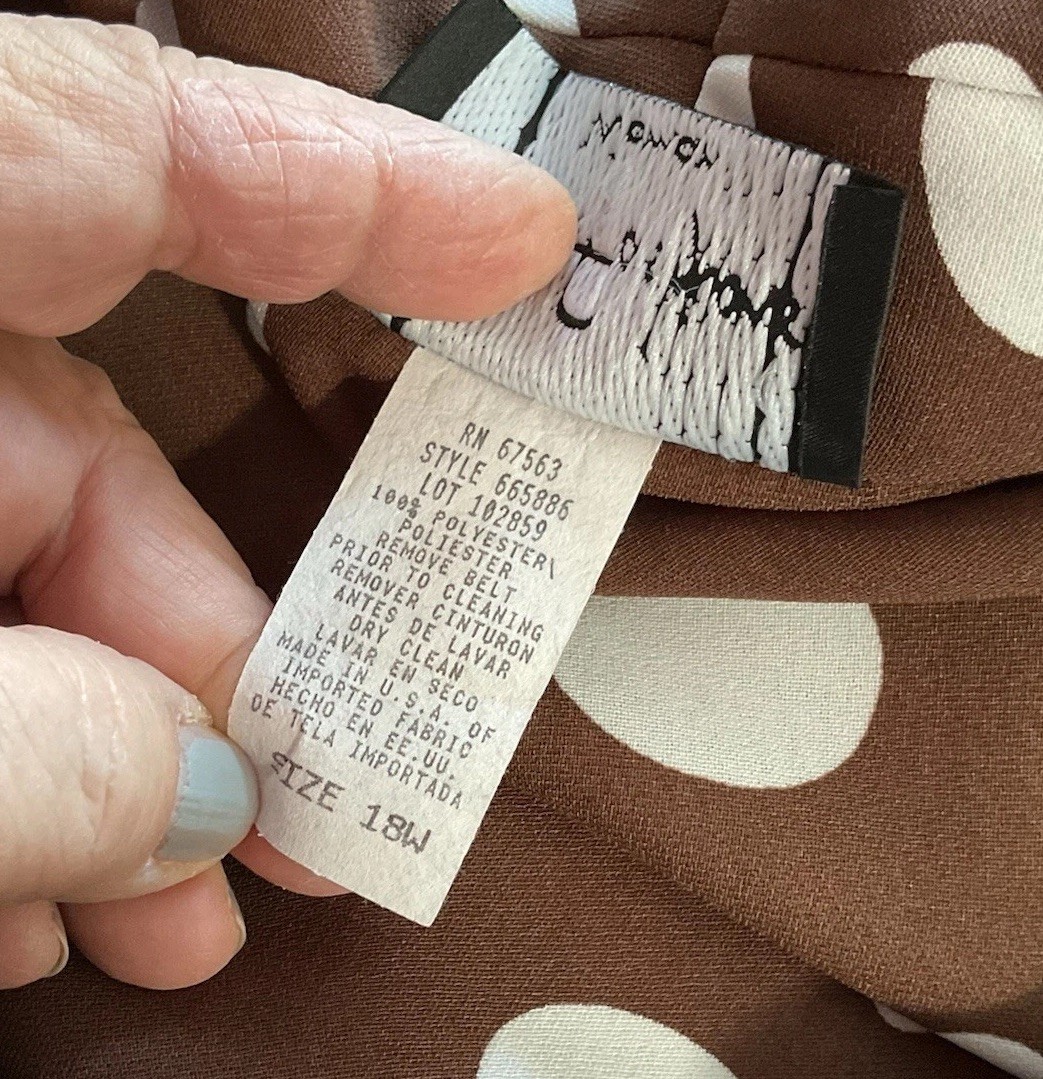 RN 67563
STYLE 665886
LOT 102859
100% POLYESTER\
POLIESTER
REMOVE BELT
PRIOR TO CLEANING
REMOVER CINTURON
ANTES DE LAVAR
DRY CLEAN
LAVAR EN SECO
MADE IN U.S.A. OF
IMPORTED FABRIC
HECHO EN EE.UU.
DE TELA IMPORTADA
SIZE 18W